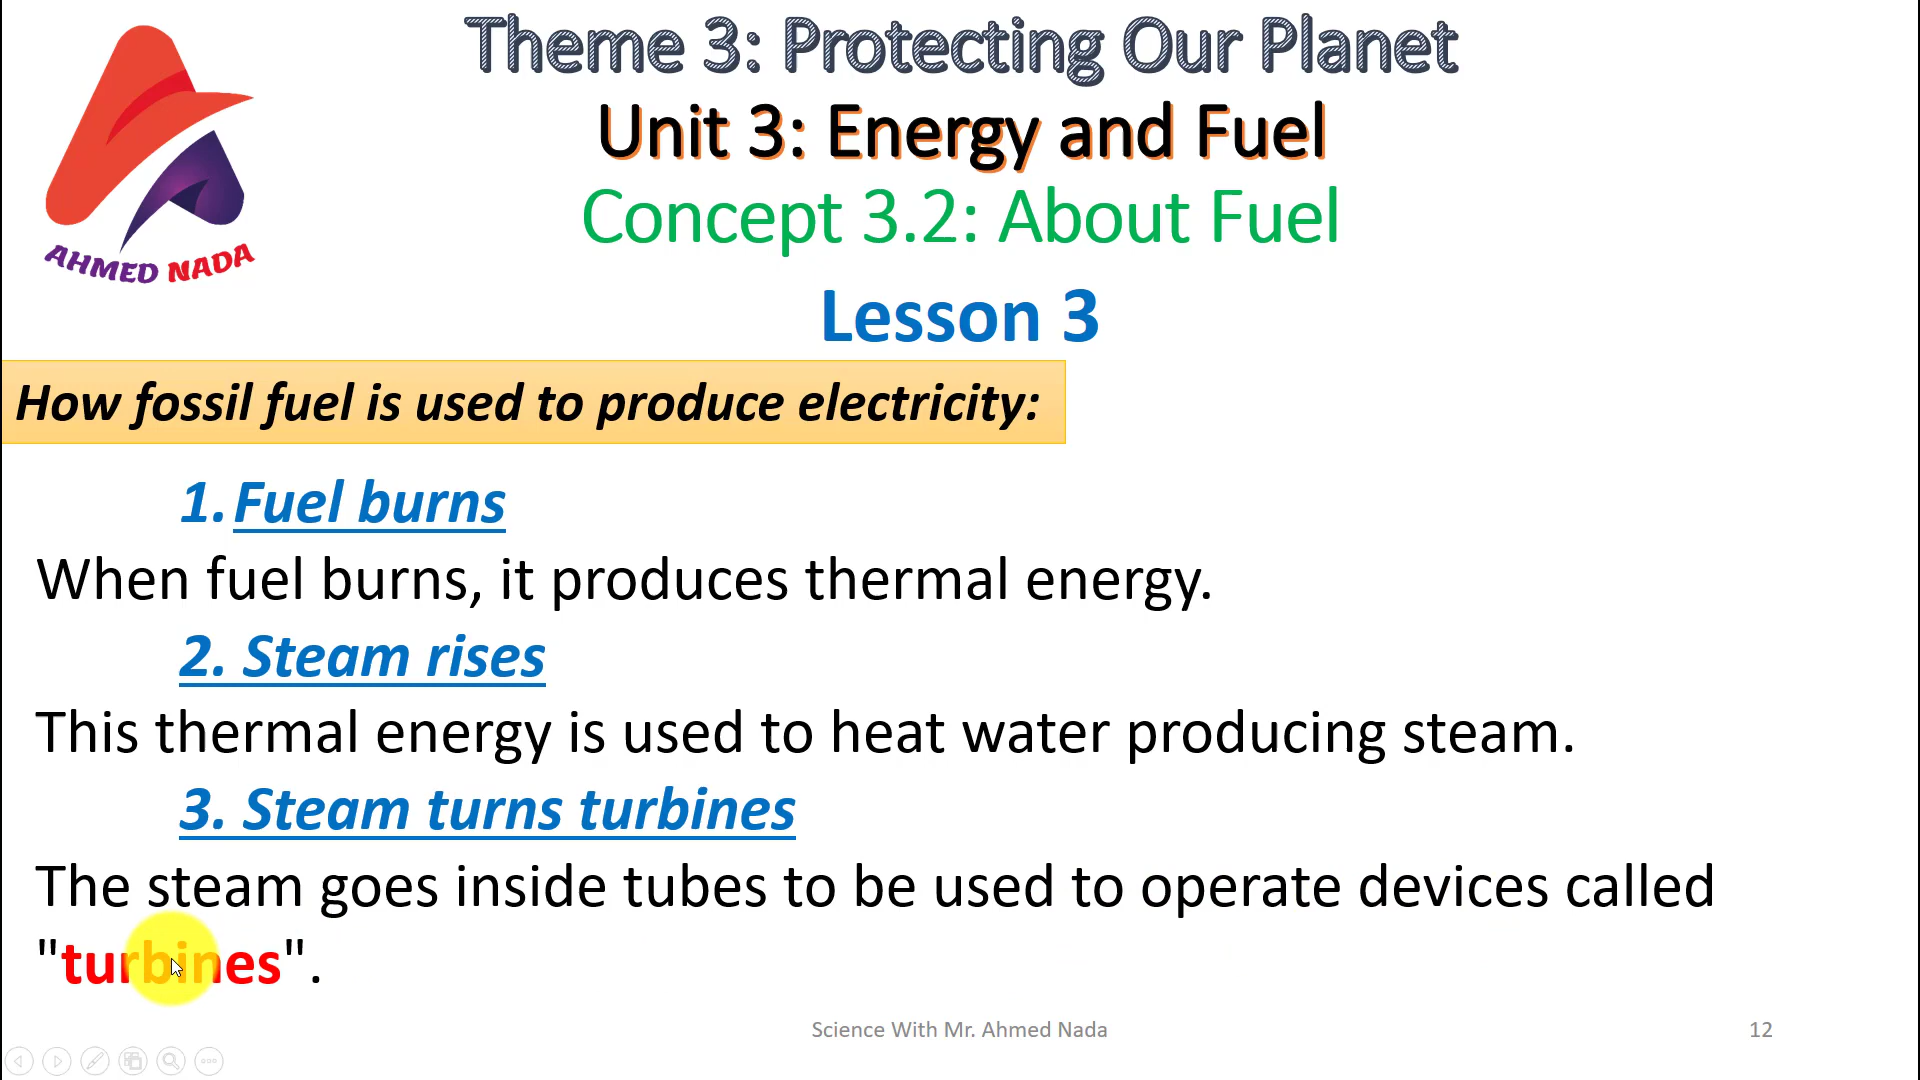 Theme 3: Protecting Our Planet
Unit 3: Energy and Fuel
Concept 3.2: About Fuel
AHMED NADA
Lesson 3
How fossil fuel is used to produce electricity:
1. Fuel burns
When fuel burns, it produces thermal energy.
2. Steam rises
This thermal energy is used to heat water producing steam.
3. Steam turns turbines
The steam goes inside tubes to be used to operate devices called
"turbines".
Science With Mr. Ahmed Nada
12